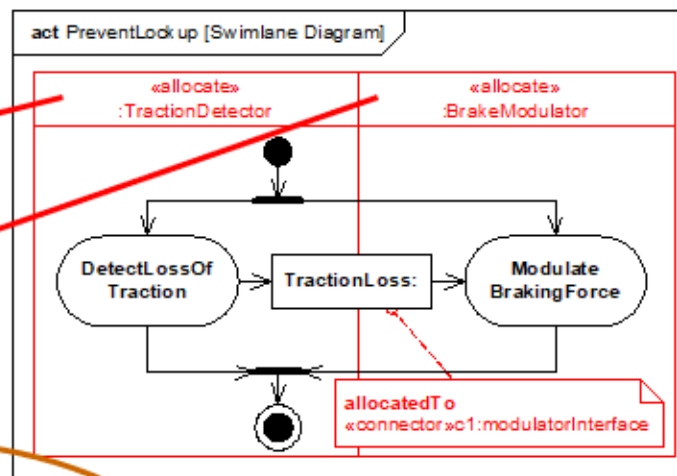 act PreventLockup [Swimlane Diagram]
«allocate»
:TractionDetector
«allocate»
:BrakeModulator
DetectLossOf
Traction
TractionLoss:
Modulate
BrakingForce
allocatedTo
«connector»c1:modulatorInterface